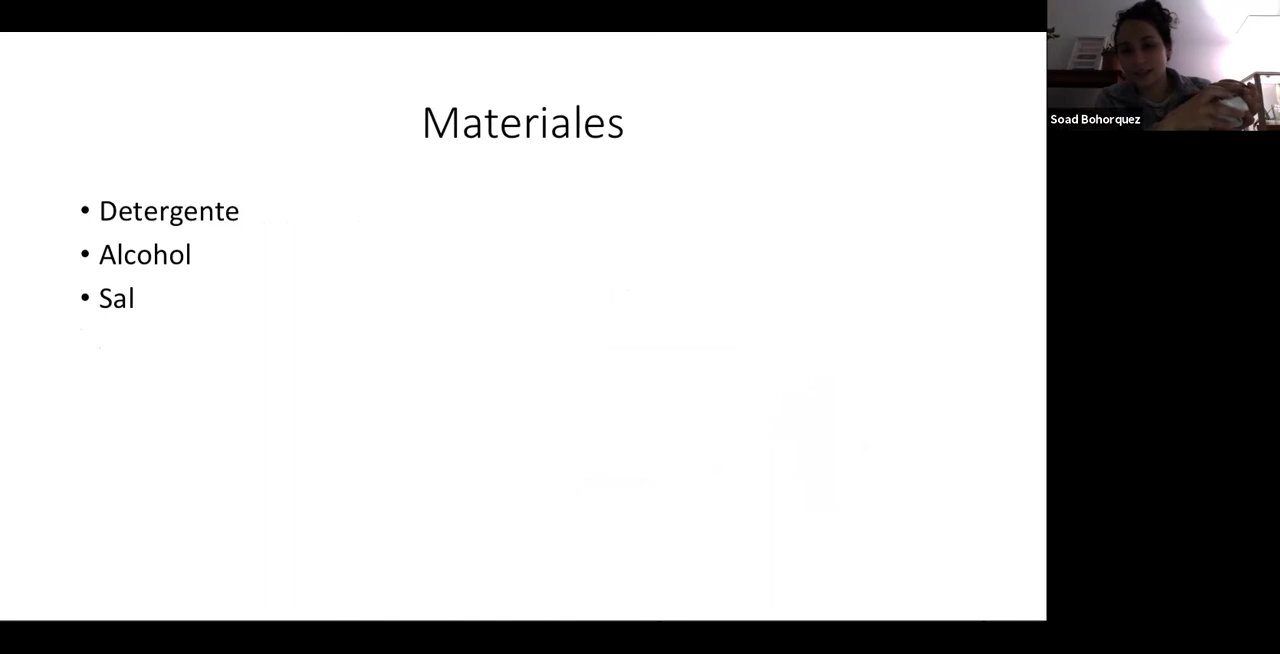 Materiales
Detergente
Alcohol
Sal
Soad Bohorquez